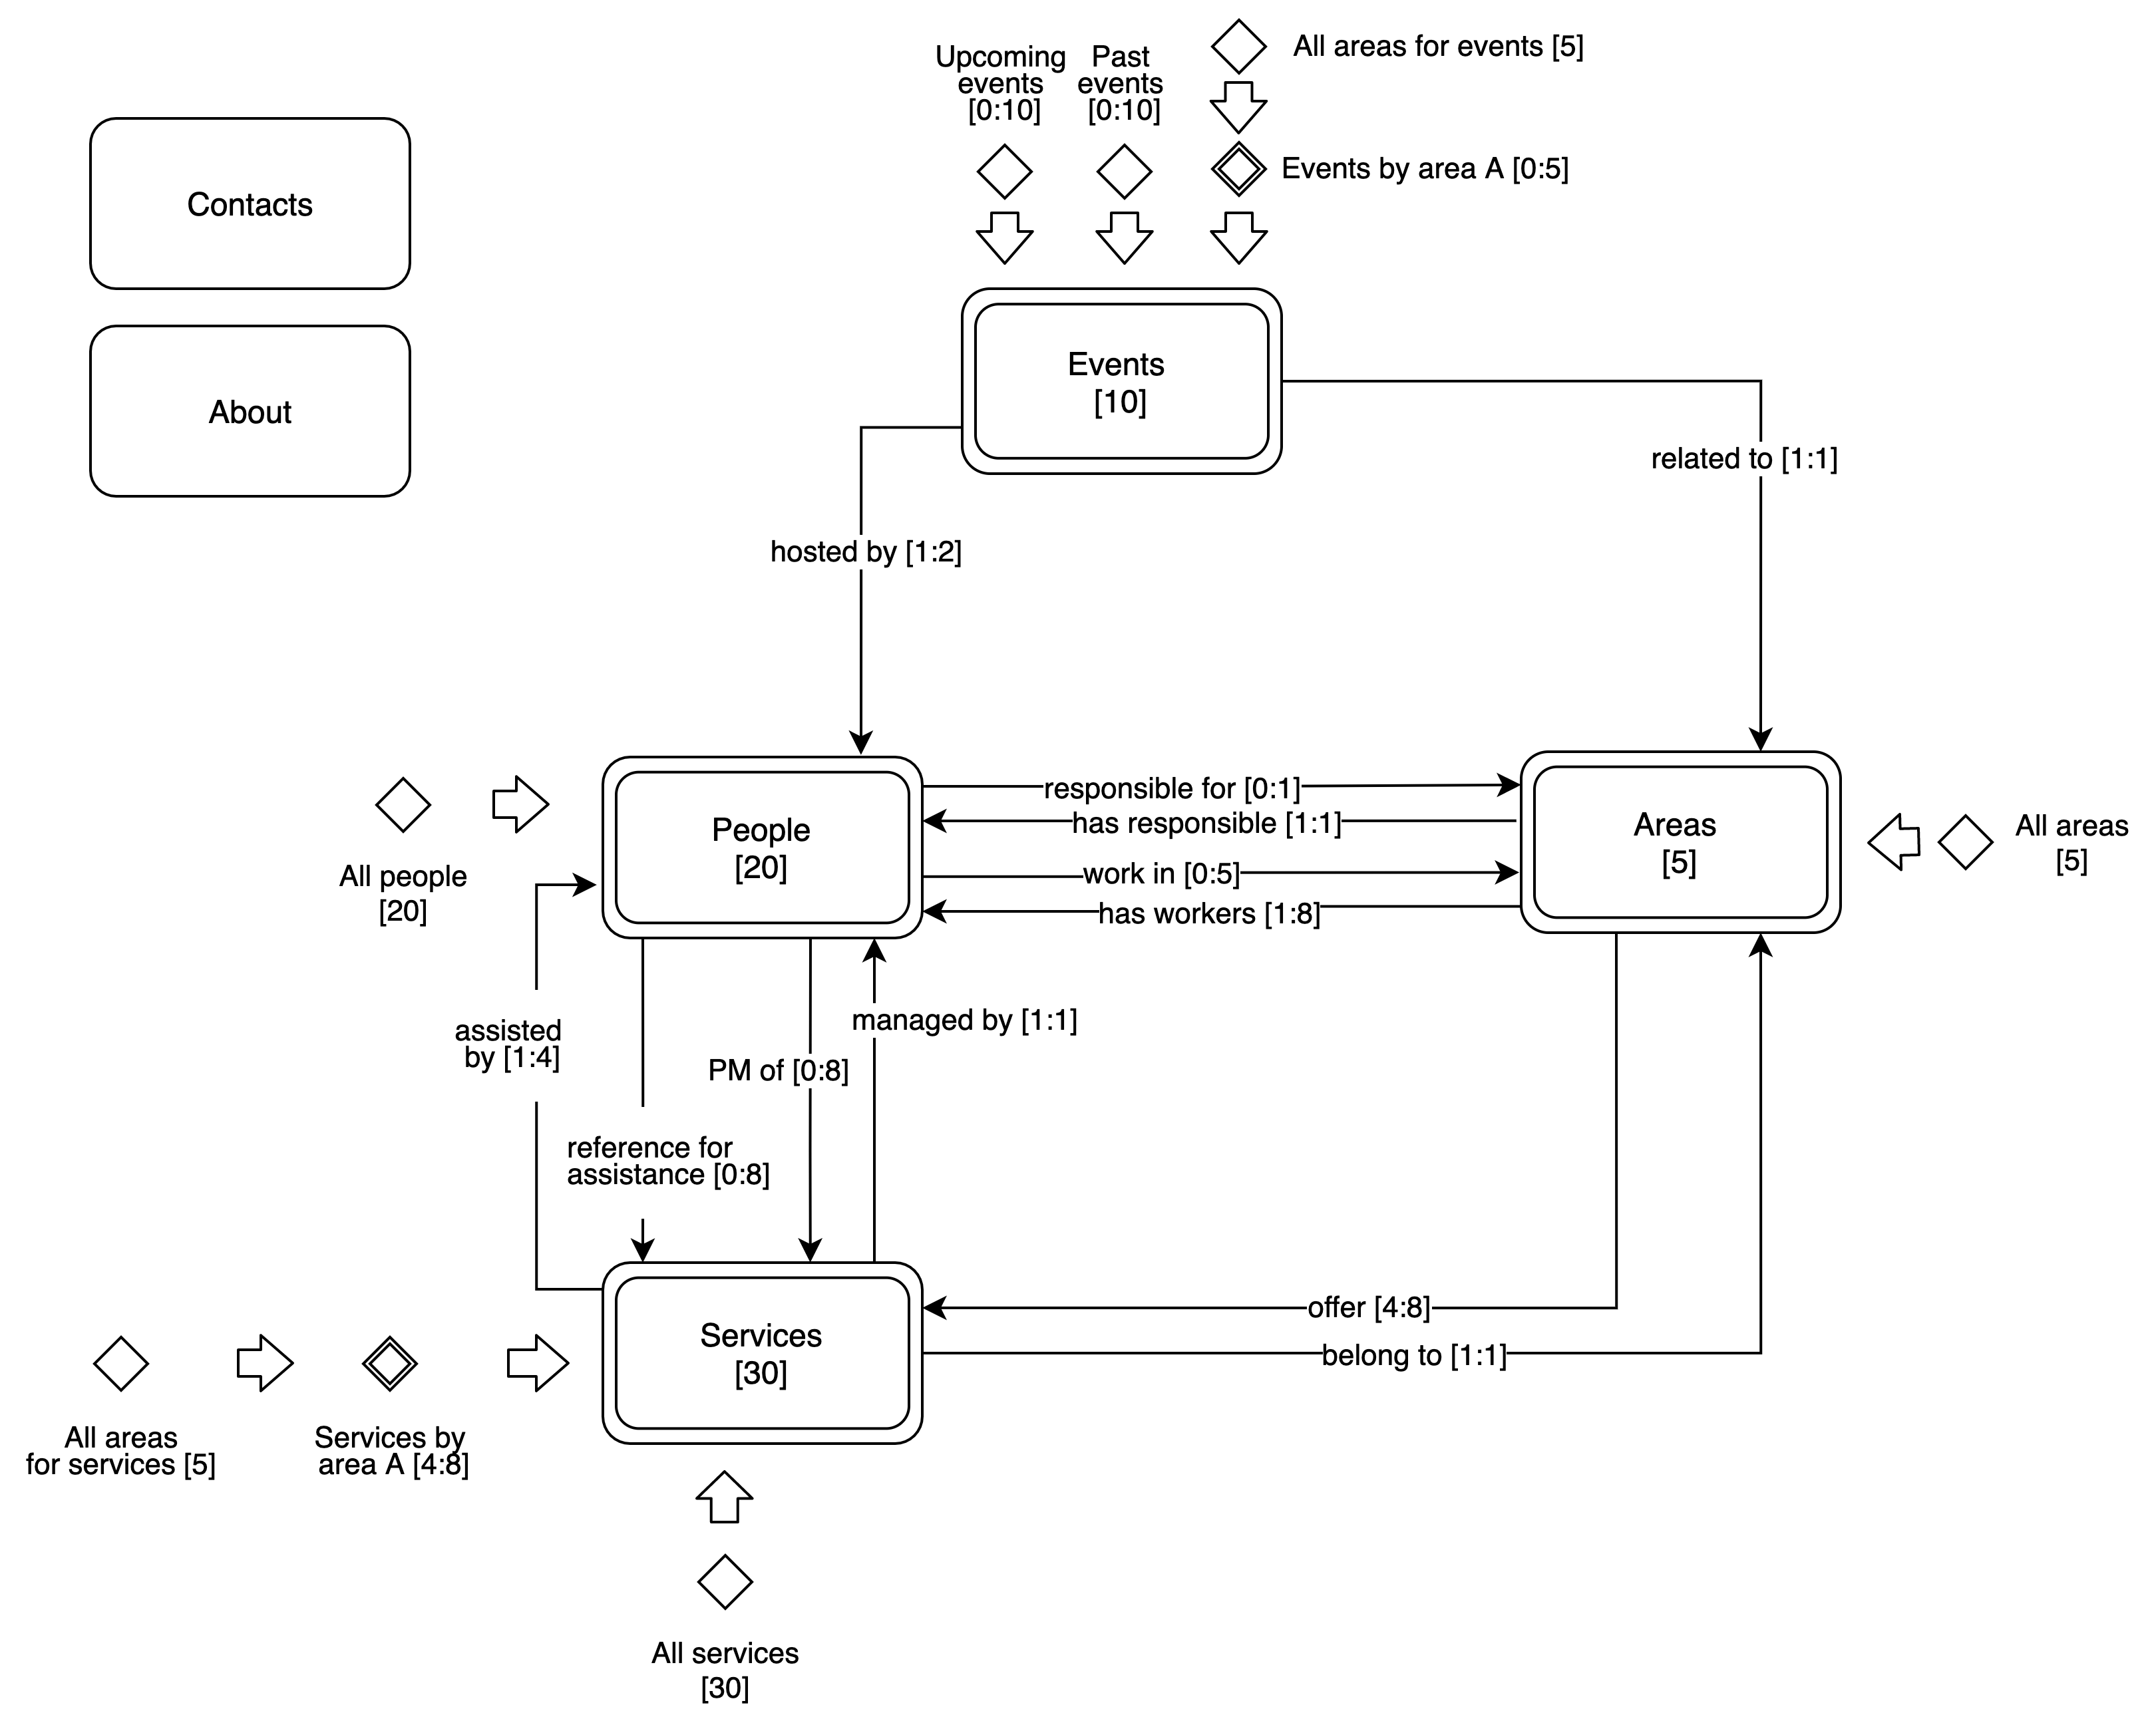 All areas for events [5]
Upcoming
events
[0:10]
Past
events
[0:10]
Events by area A [0:5]
Contacts
About
Events
[10]
related to [1:1]
hosted by [1:2]
responsible for [0:1]
has responsible [1:1]
work in [0:5]
has workers [1:8]
People
[20]
Areas
[5]
All areas
[5]
All people
[20]
assisted
by [1:4]
managed by [1:1]
PM of [0:8]
reference for
assistance [0:8]
offer [4:8]
belong to [1:1]
Services
[30]
All areas
for services [5]
Services by
area A [4:8]
All services
[30]